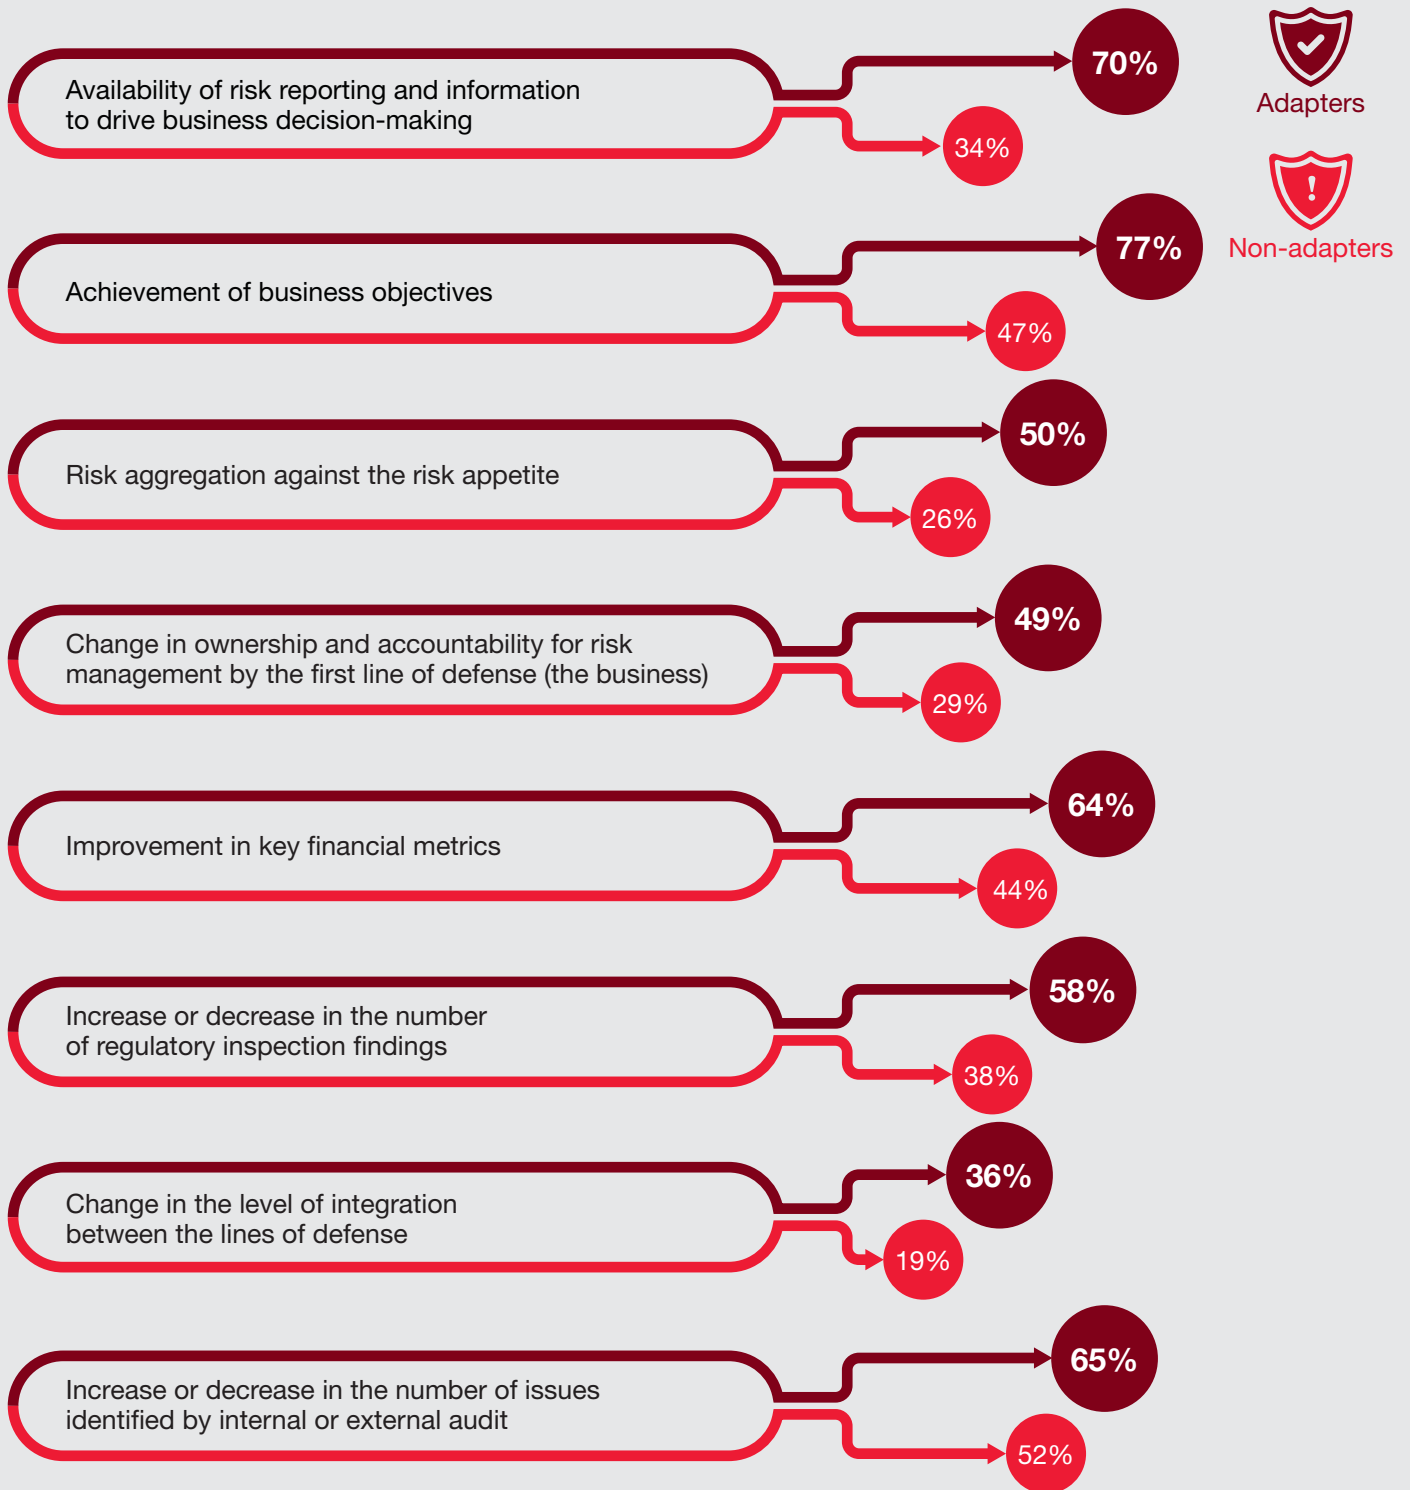 Availability of risk reporting and information
to drive business decision-making
70%
34%
Adapters
Non-adapters
Achievement of business objectives
77%
47%
Risk aggregation against the risk appetite
50%
26%
Change in ownership and accountability for risk
management by the first line of defense (the business)
49%
29%
Improvement in key financial metrics
64%
44%
Increase or decrease in the number
of regulatory inspection findings
58%
38%
Change in the level of integration
between the lines of defense
36%
19%
Increase or decrease in the number of issues
identified by internal or external audit
65%
52%